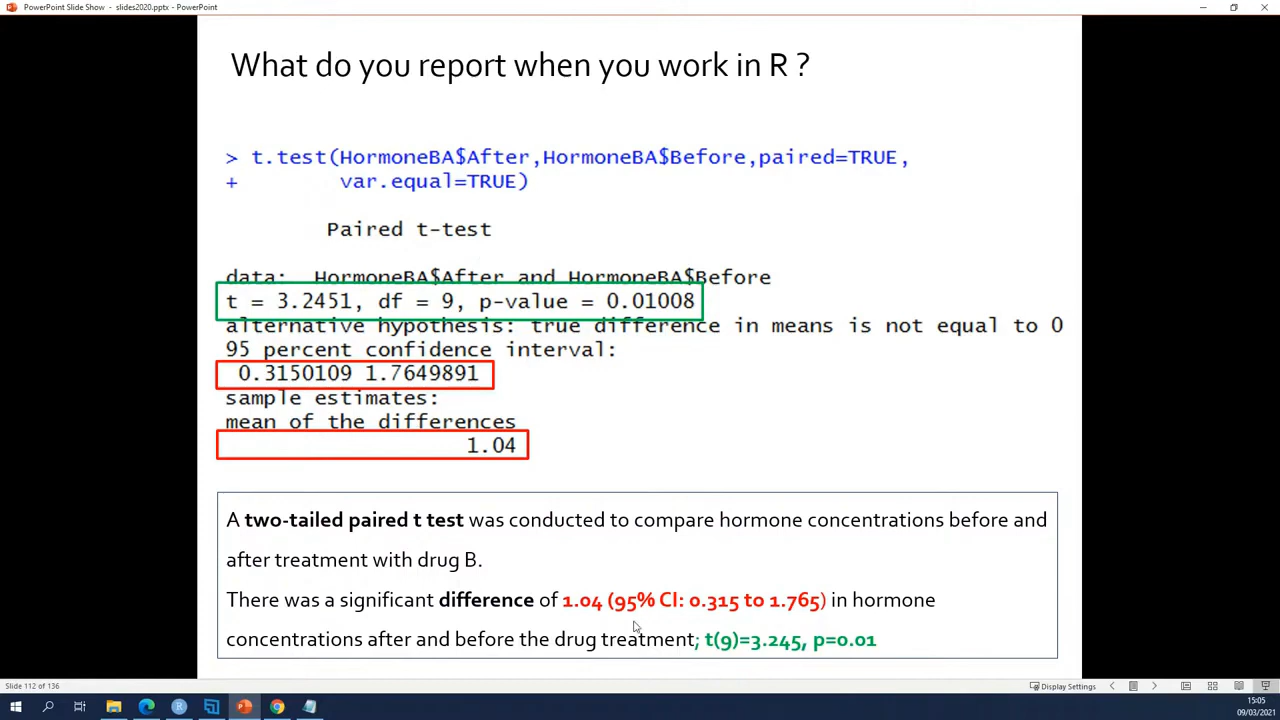 PowerPoint Slide Show - slides2020.pptx - PowerPoint
What do you report when you work in R ?
> t.test(HormoneBA$After,HormoneBA$Before,paired=TRUE,
+ var.equal=TRUE)
Paired t-test
data: HormoneBA$After and HormoneBA$Before
t = 3.2451, df = 9, p-value = 0.01008
alternative hypothesis: true difference in means is not equal to 0
95 percent confidence interval:
0.3150109 1.7649891
sample estimates:
mean of the differences
1.04
A two-tailed paired t test was conducted to compare hormone concentrations before and
after treatment with drug B.
There was a significant difference of 1.04 (95% CI: 0.315 to 1.765) in hormone
concentrations after and before the drug treatment; t(9)=3.245, p=0.01
Slide 112 of 136
Display Settings
15:05
09/03/2021